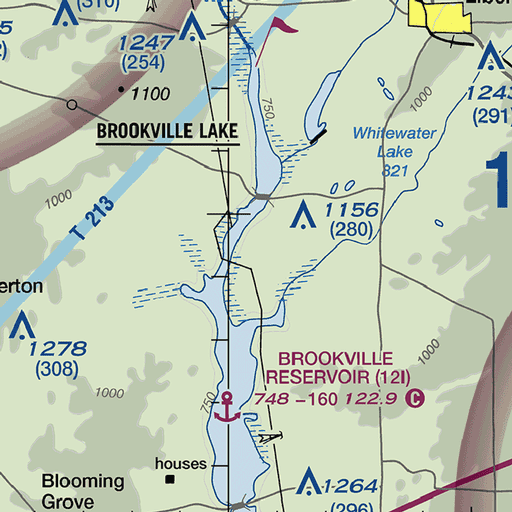 1247
(254)
1100
BROOKVILLE LAKE
750
1000
Whitewater
Lake
821
(291)
1000
T 213
1156
(280)
erton
1278
(308)
1000
BROOKVILLE
RESERVOIR (12I)
748 -160 122.9 C
1000
750
houses
Blooming
Grove
1264
(296)